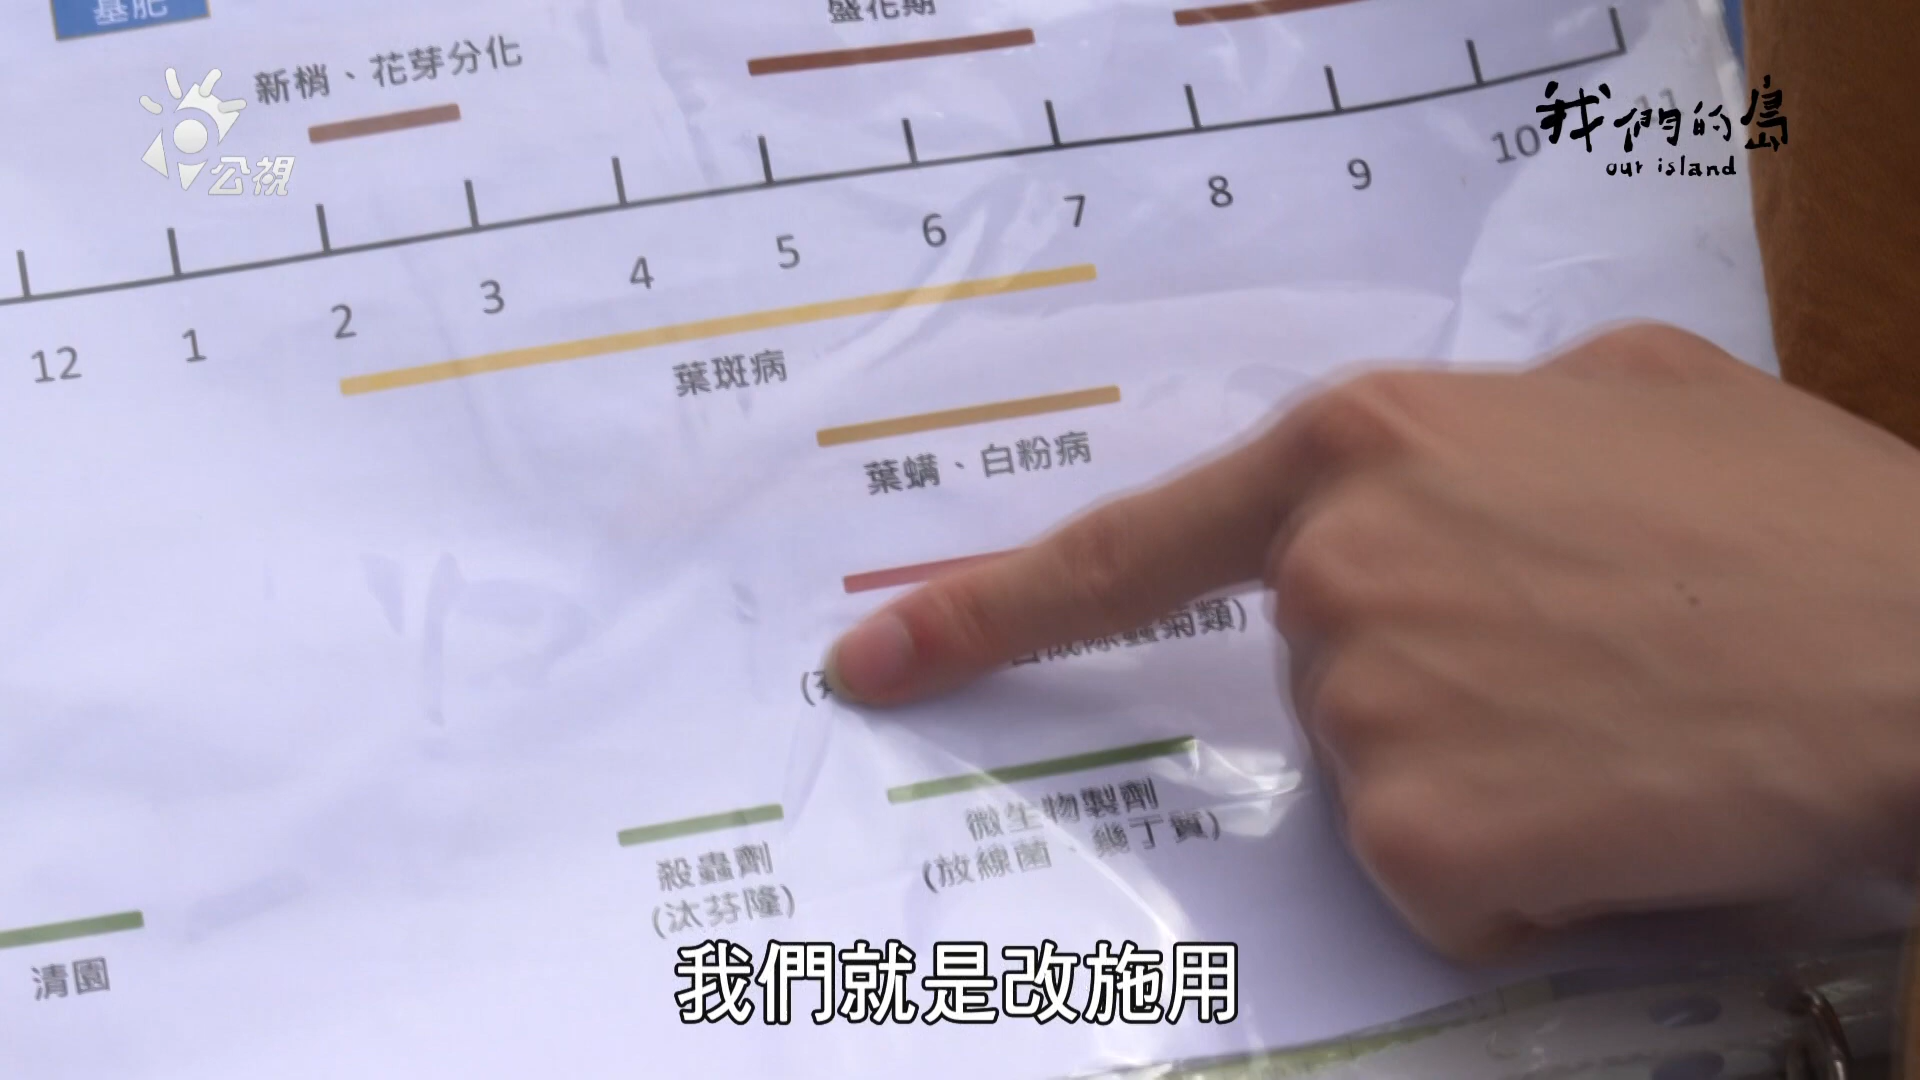 基肥
盛花期
新梢、花芽分化
公視
我們的島
our island
12 1 2 3 4 5 6 7 8 9 10 11
葉斑病
葉蟎、白粉病
菊類)
微生物製劑
(放線菌、幾丁質)
殺蟲劑
(汰芬隆)
清園
我們就是改施用